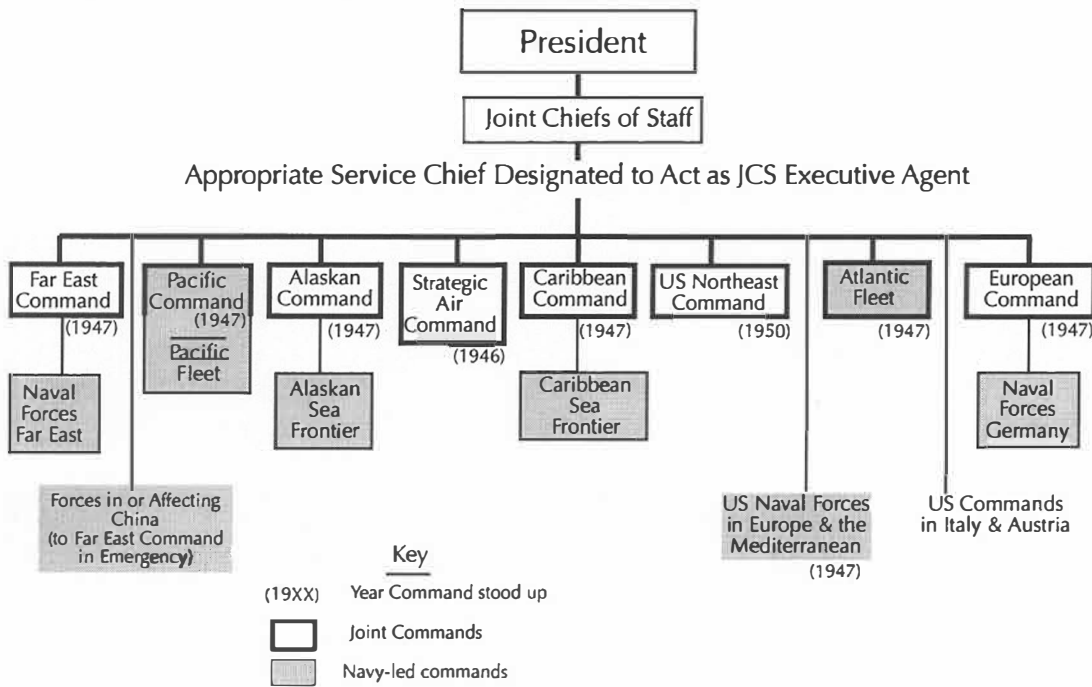 President
Joint Chiefs of Staff
Appropriate Service Chief Designated to Act as JCS Executive Agent
Far East
Command
(1947)
Pacific
Command
(1947)
Pacific
Fleet
Alaskan
Command
(1947)
Strategic
Air
Command
(1946)
Caribbean
Command
(1947)
US Northeast
Command
(1950)
Atlantic
Fleet
(1947)
European
Command
(1947)
Naval
Forces
Far East
Alaskan
Sea
Frontier
Caribbean
Sea
Frontier
Naval
Forces
Germany
Forces in or Affecting
China
(to Far East Command
in Emergency)
US Naval Forces
in Europe & the
Mediterranean
(1947)
US Commands
in Italy & Austria
Key
(19XX) Year Command stood up
Joint Commands
Navy-led commands